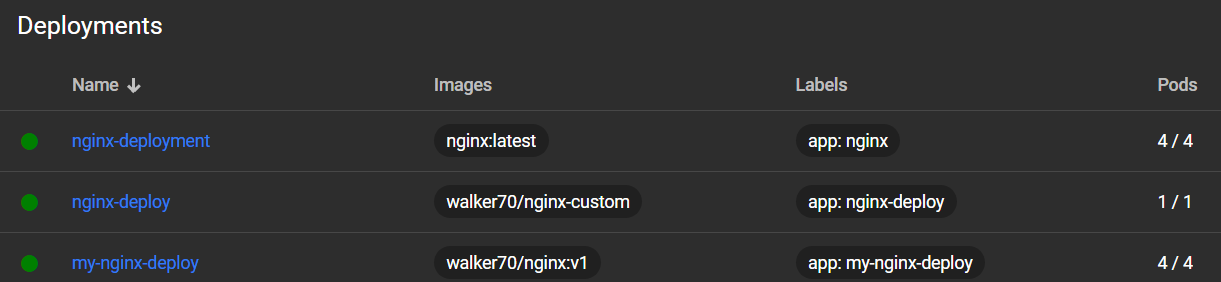 Deployments
Name Images Labels Pods
nginx-deployment nginx:latest app: nginx 4 / 4
nginx-deploy walker70/nginx-custom app: nginx-deploy 1 / 1
my-nginx-deploy walker70/nginx:v1 app: my-nginx-deploy 4 / 4